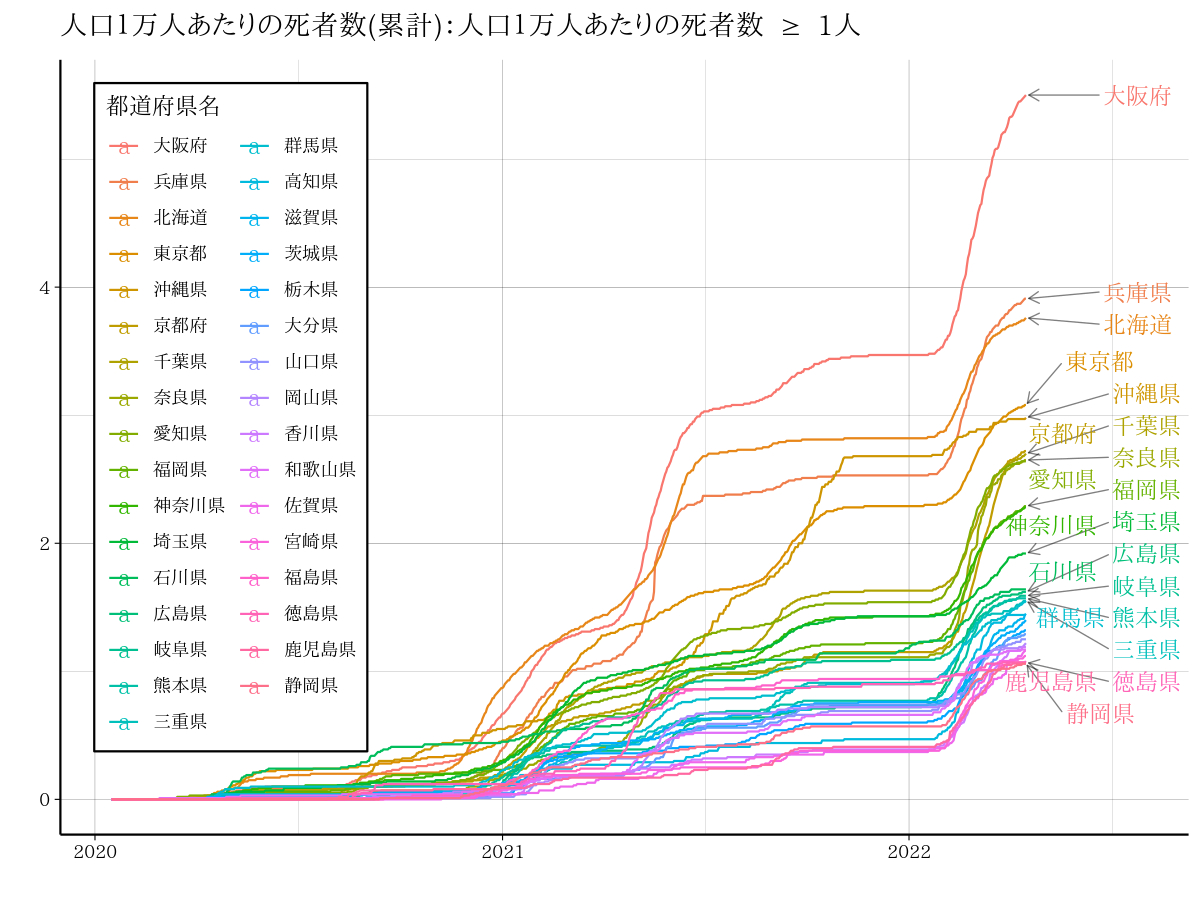 人口1万人あたりの死者数(累計)：人口1万人あたりの死者数 ≥ 1人
都道府県名
a 大阪府 a 群馬県
a 兵庫県 a 高知県
a 北海道 a 滋賀県
a 東京都 a 茨城県
a 沖縄県 a 栃木県
a 京都府 a 大分県
a 千葉県 a 山口県
a 奈良県 a 岡山県
a 愛知県 a 香川県
a 福岡県 a 和歌山県
a 神奈川県 a 佐賀県
a 埼玉県 a 宮崎県
a 石川県 a 福島県
a 広島県 a 徳島県
a 岐阜県 a 鹿児島県
a 熊本県 a 静岡県
a 三重県
大阪府
兵庫県
北海道
東京都
沖縄県
千葉県
京都府
奈良県
愛知県
福岡県
神奈川県
埼玉県
広島県
石川県
岐阜県
熊本県
群馬県
三重県
鹿児島県
徳島県
静岡県
4
2
0
2020 2021 2022